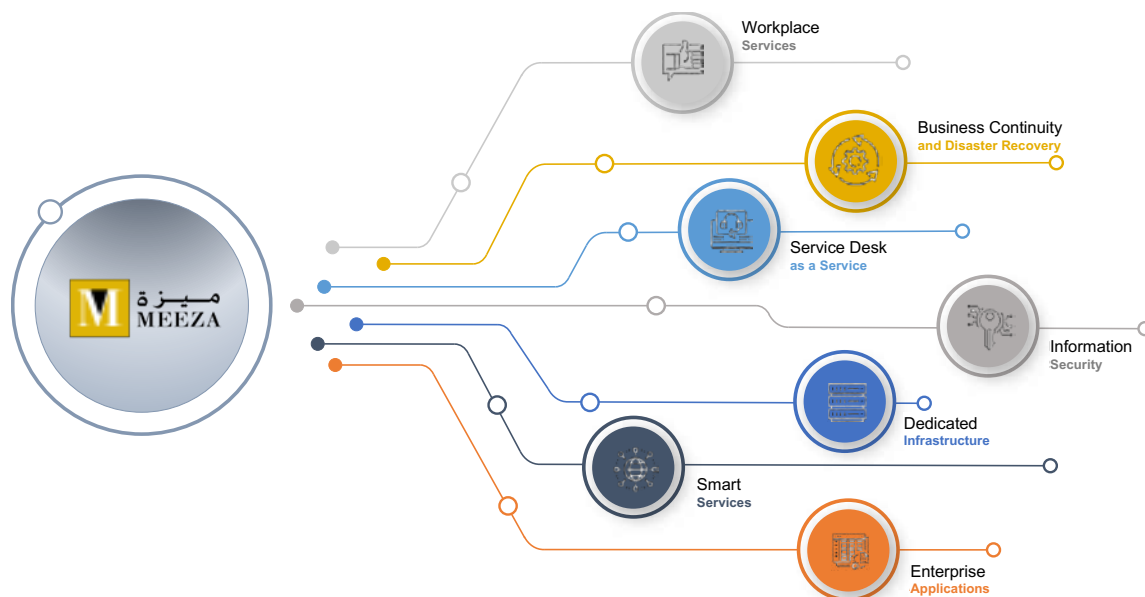 Workplace
Services
Business Continuity
and Disaster Recovery
Service Desk
as a Service
ميزة
MEEZA
Information
Security
Dedicated
Infrastructure
Smart
Services
Enterprise
Applications